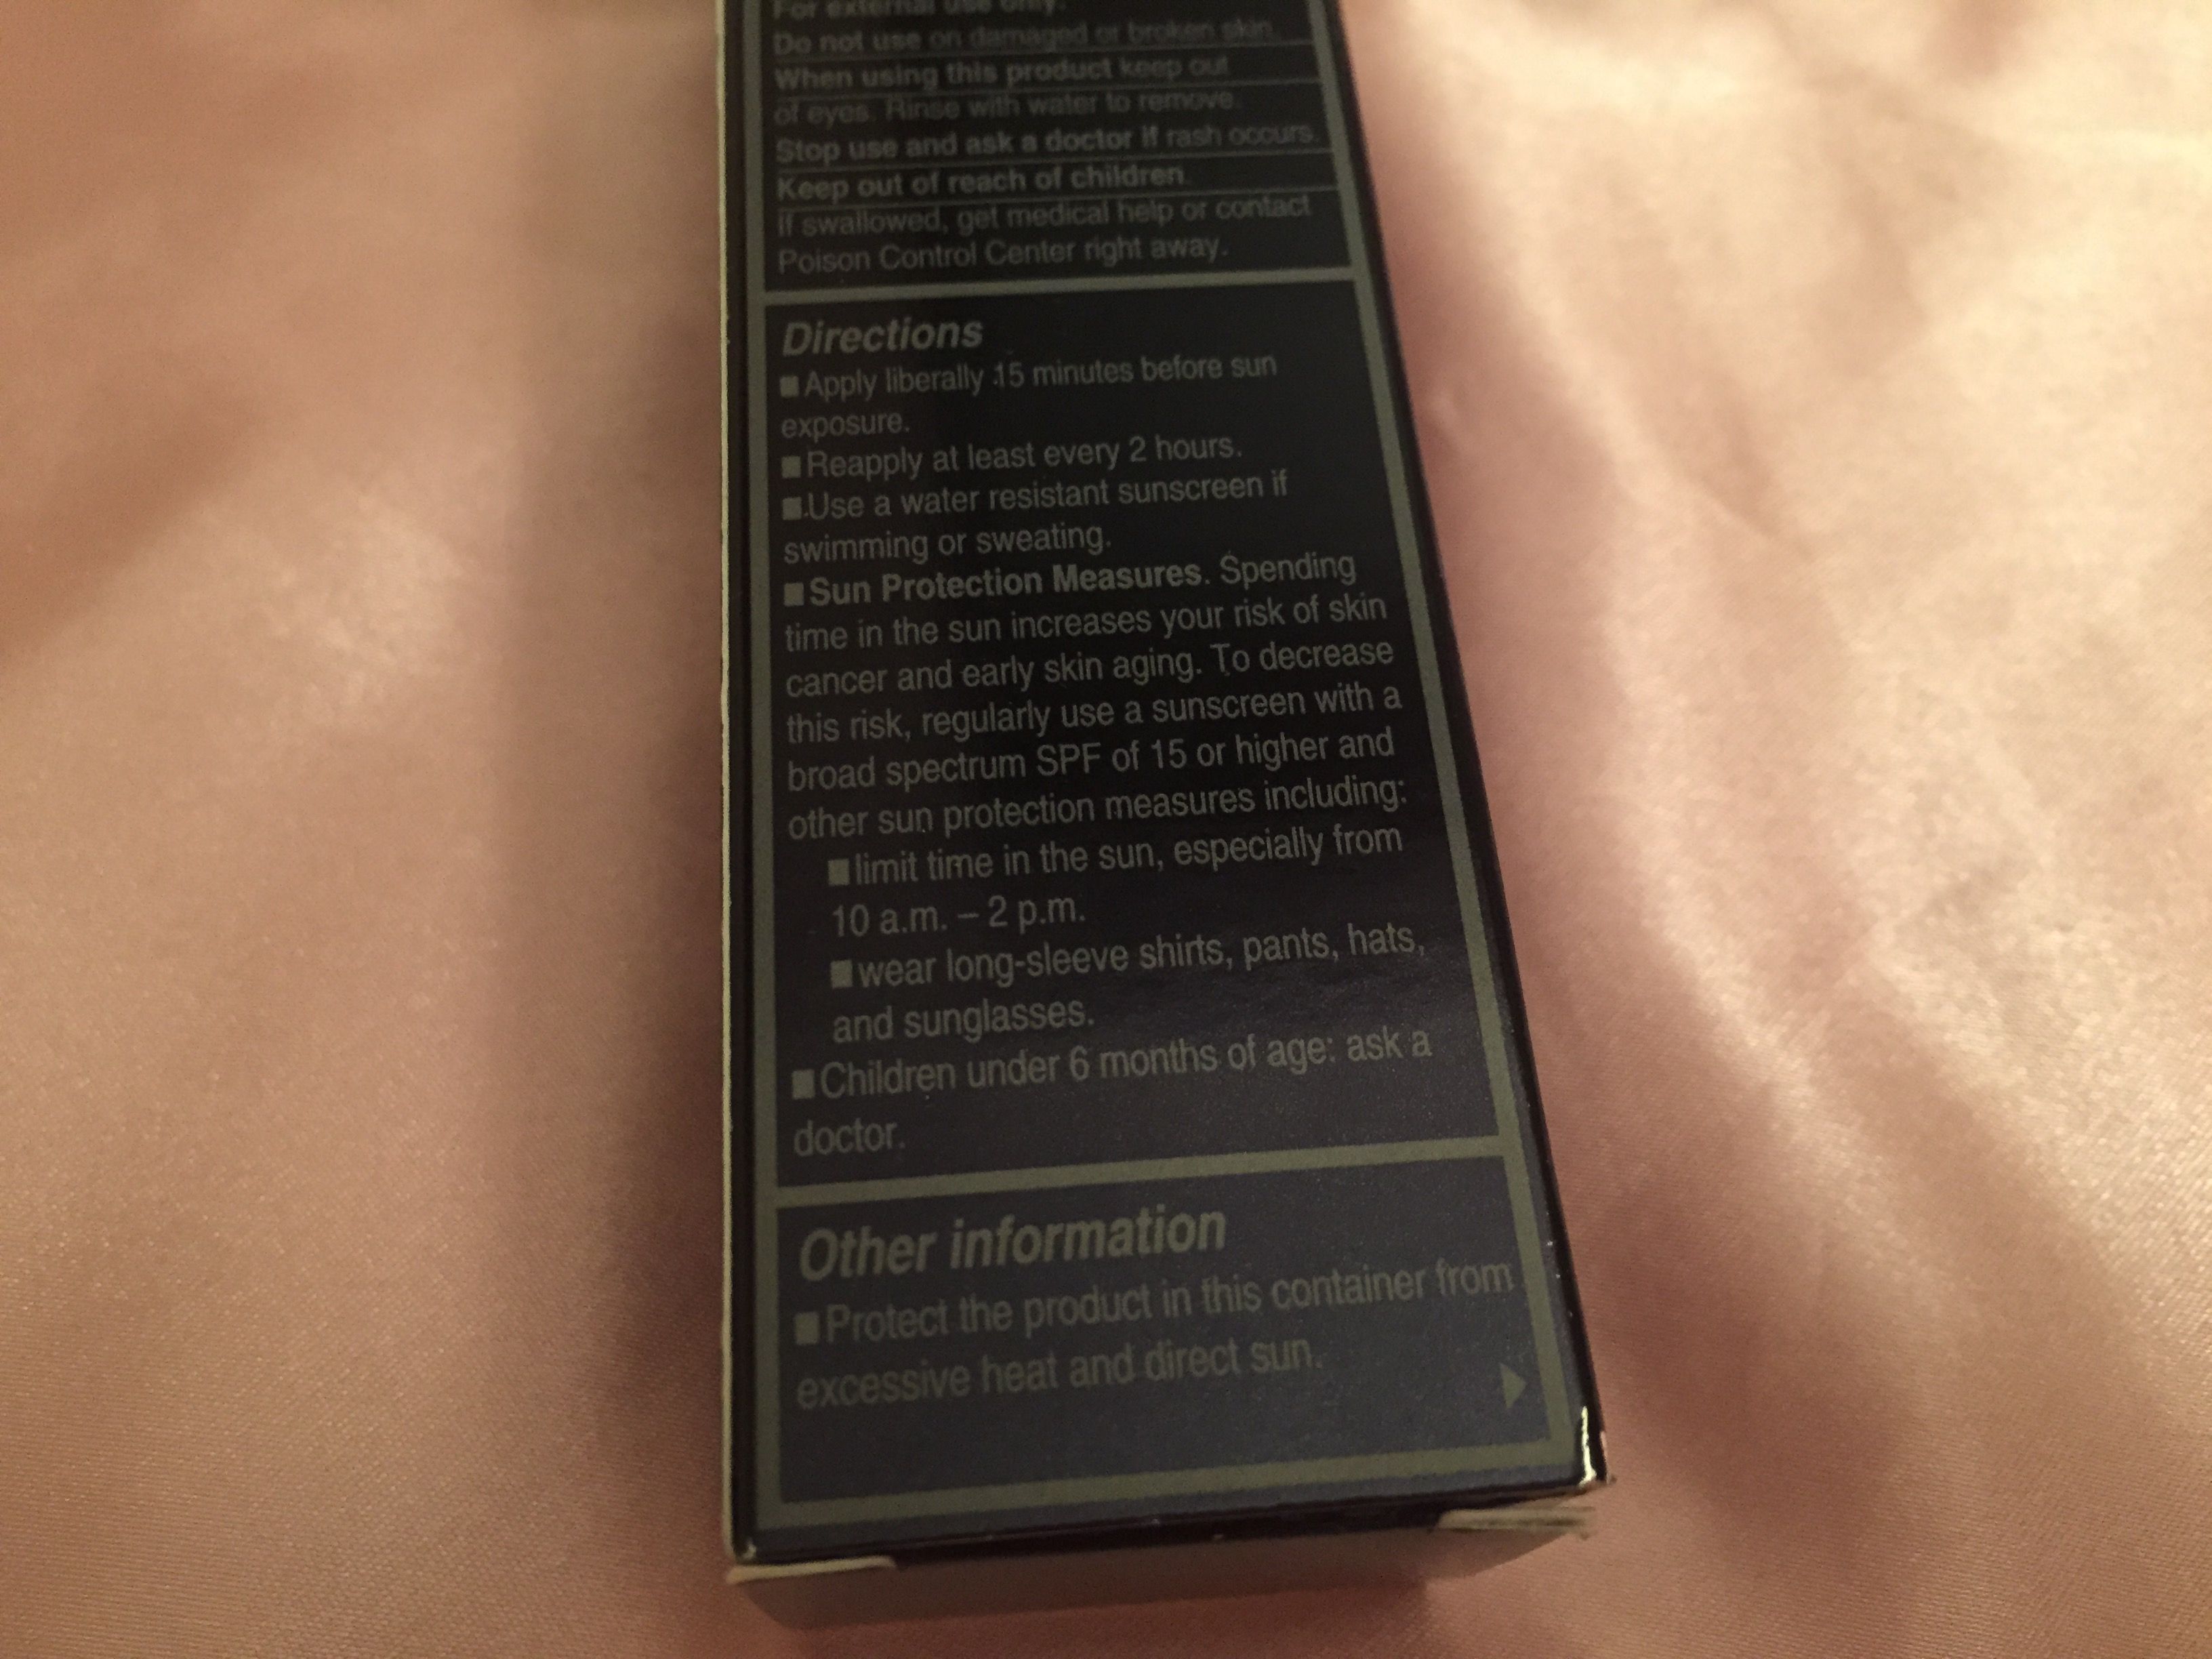 For external use only.
Do not use on damaged or broken skin.
When using this product keep out
of eyes. Rinse with water to remove.
Stop use and ask a doctor if rash occurs.
Keep out of reach of children.
If swallowed, get medical help or contact
Poison Control Center right away.
Directions
■ Apply liberally 15 minutes before sun
exposure.
■ Reapply at least every 2 hours.
■ Use a water resistant sunscreen if
swimming or sweating.
■ Sun Protection Measures. Spending
time in the sun increases your risk of skin
cancer and early skin aging. To decrease
this risk, regularly use a sunscreen with a
broad spectrum SPF of 15 or higher and
other sun protection measures including:
■ limit time in the sun, especially from
10 a.m. – 2 p.m.
■ wear long-sleeve shirts, pants, hats,
and sunglasses.
■ Children under 6 months of age: ask a
doctor.
Other information
■ Protect the product in this container from
excessive heat and direct sun.